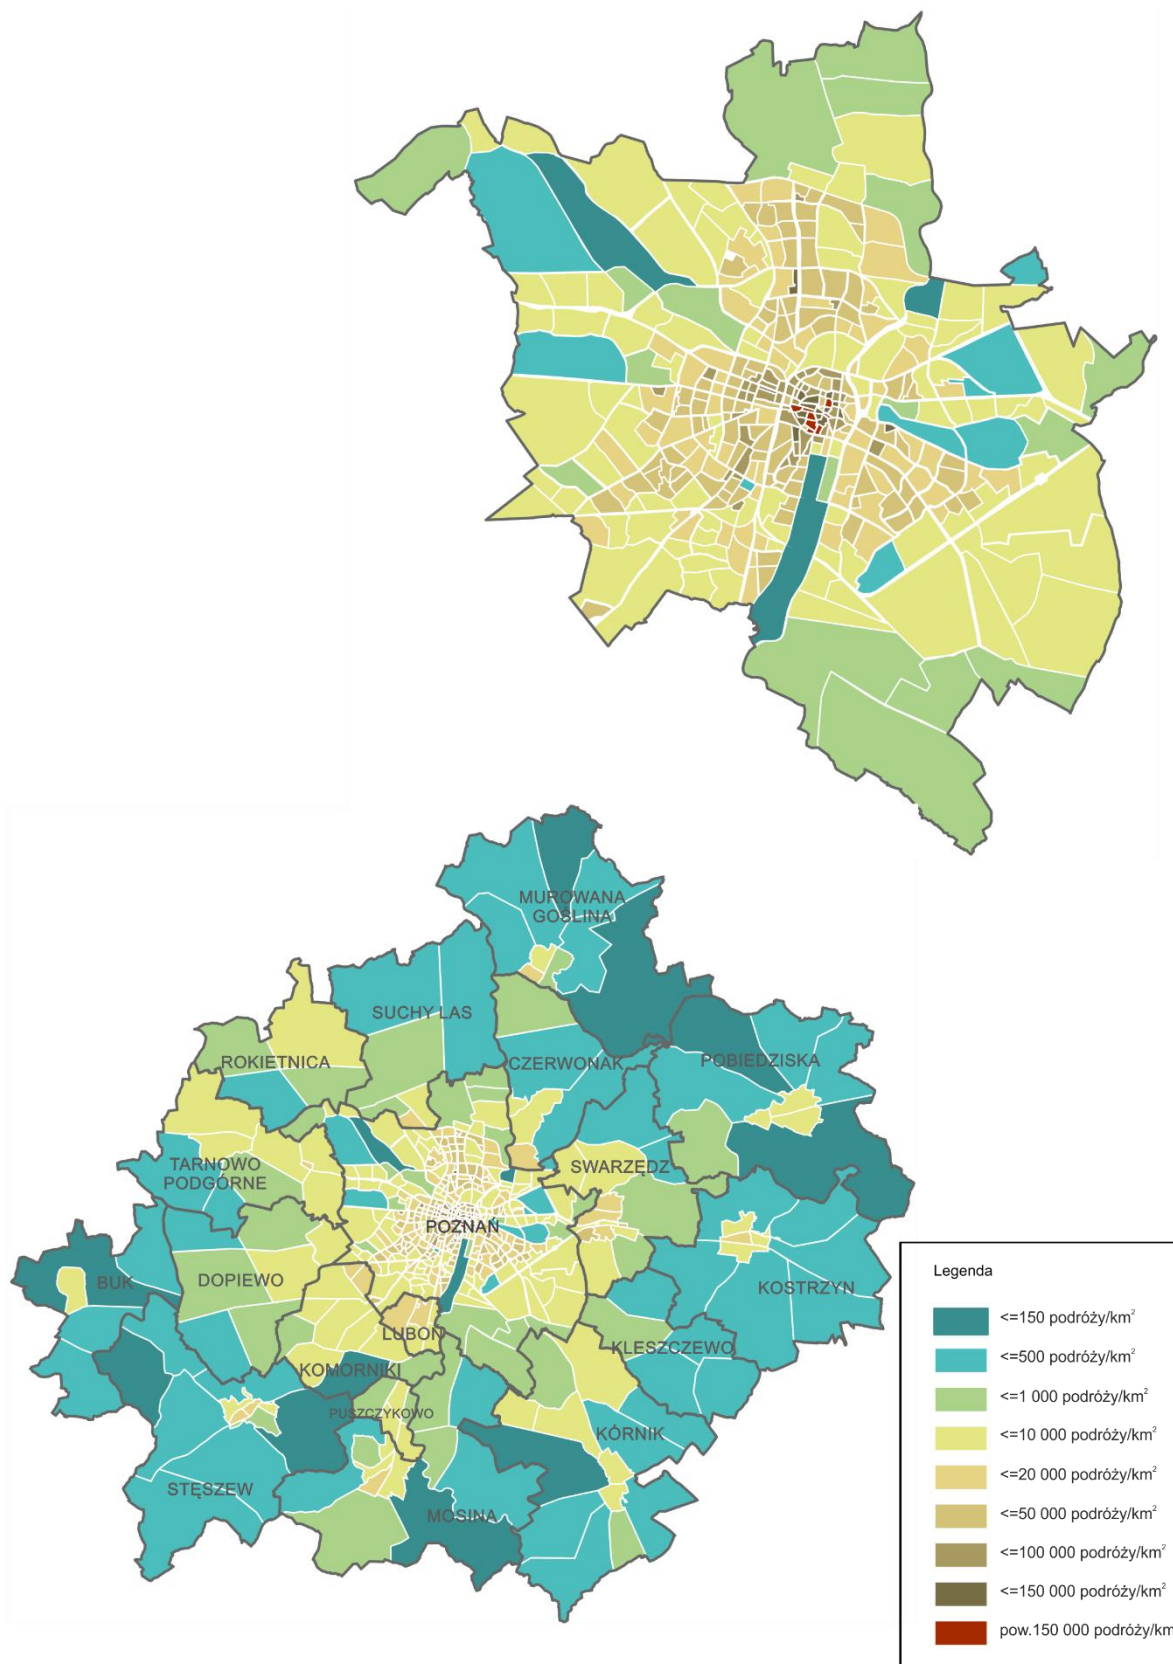 MUROWANA
GOŚLINA
SUCHY LAS
ROKIETNICA
CZERWONAK
POBIEDZISKA
TARNOWO
PODGÓRNE
SWARZĘDZ
POZNAŃ
BUK
DOPIEWO
KOSTRZYN
LUBOŃ
KLESZCZEWO
KOMORNIKI
PUSZCZYKOWO
KÓRNIK
STĘSZEW
MOSINA
Legenda
<=150 podróży/km²
<=500 podróży/km²
<=1 000 podróży/km²
<=10 000 podróży/km²
<=20 000 podróży/km²
<=50 000 podróży/km²
<=100 000 podróży/km²
<=150 000 podróży/km²
pow.150 000 podróży/km